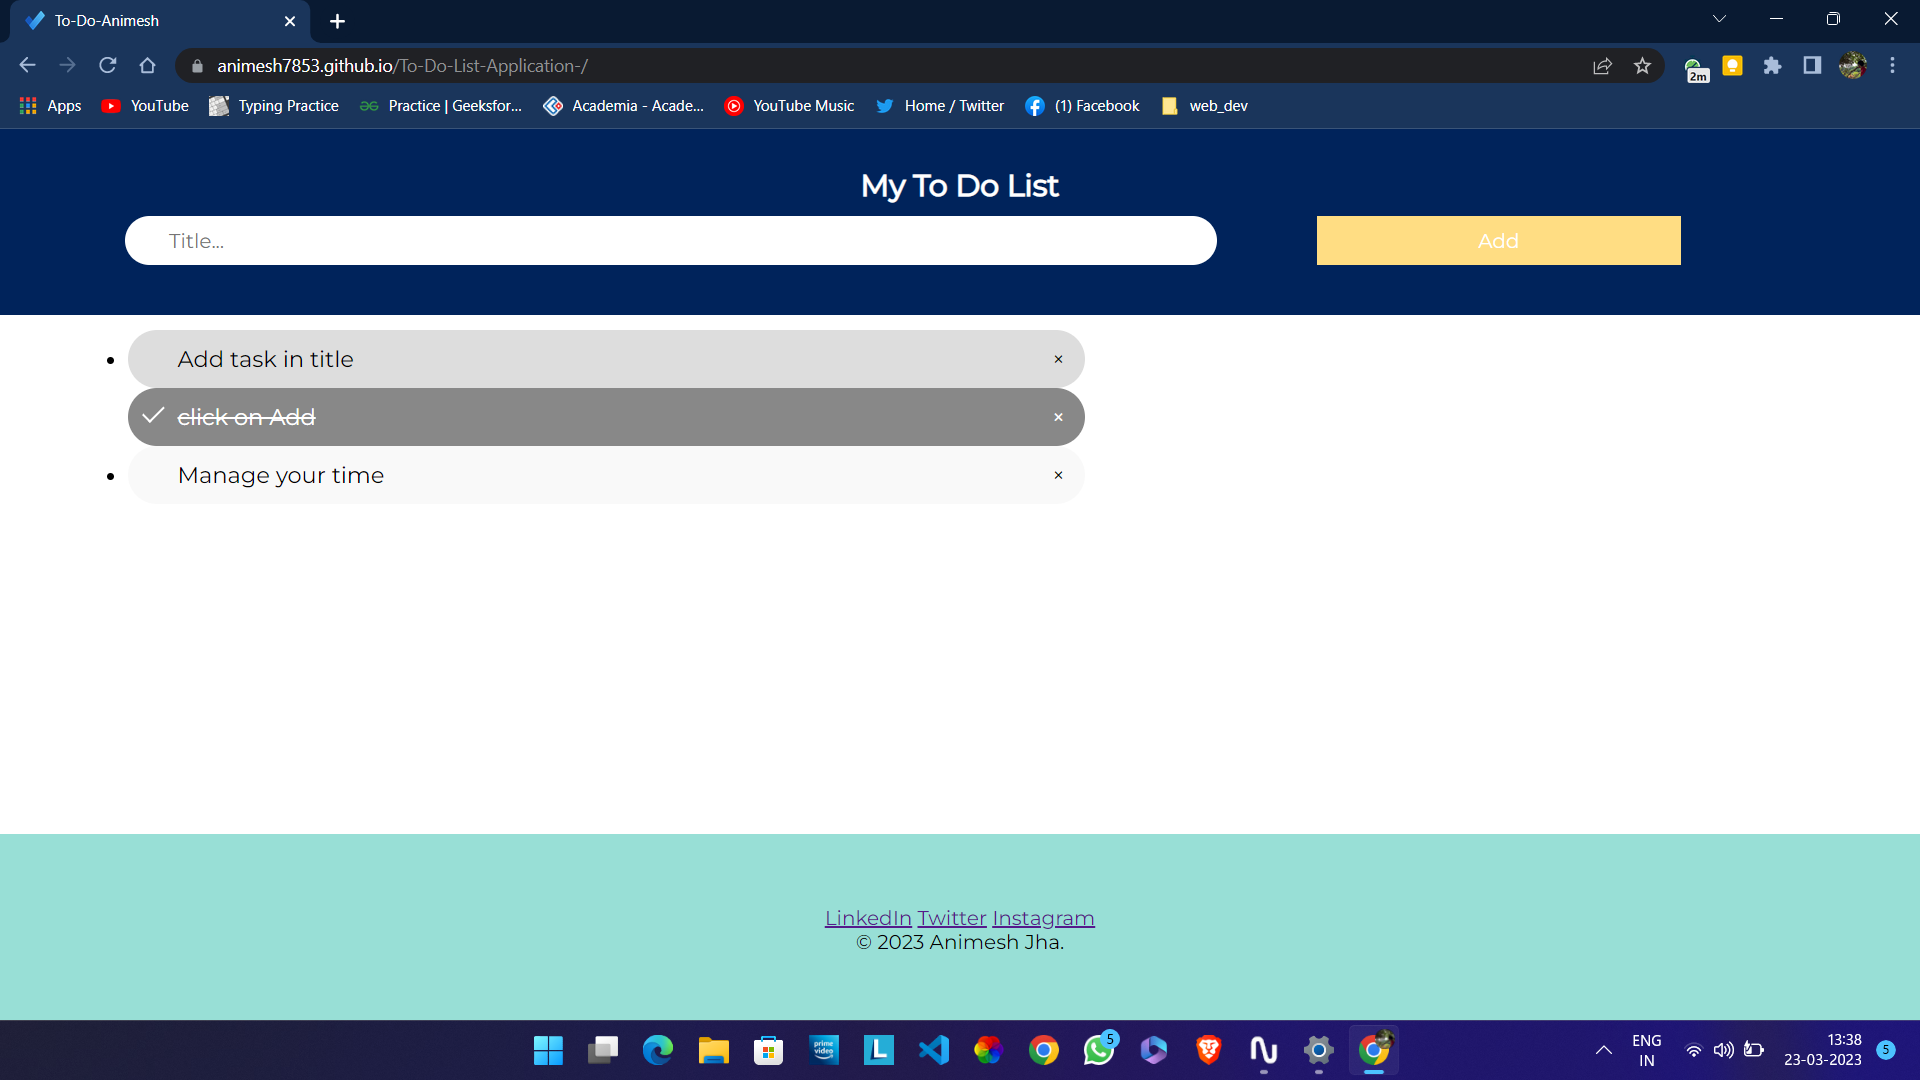 To-Do-Animesh
animesh7853.github.io/To-Do-List-Application-/
2m
Apps YouTube Typing Practice Practice | Geeksfor... Academia - Acade... YouTube Music Home / Twitter (1) Facebook web_dev
My To Do List
Title...
Add
Add task in title ×
click on Add ×
Manage your time ×
LinkedIn Twitter Instagram
© 2023 Animesh Jha.
prime video
L
5
ENG
IN
13:38
23-03-2023
5